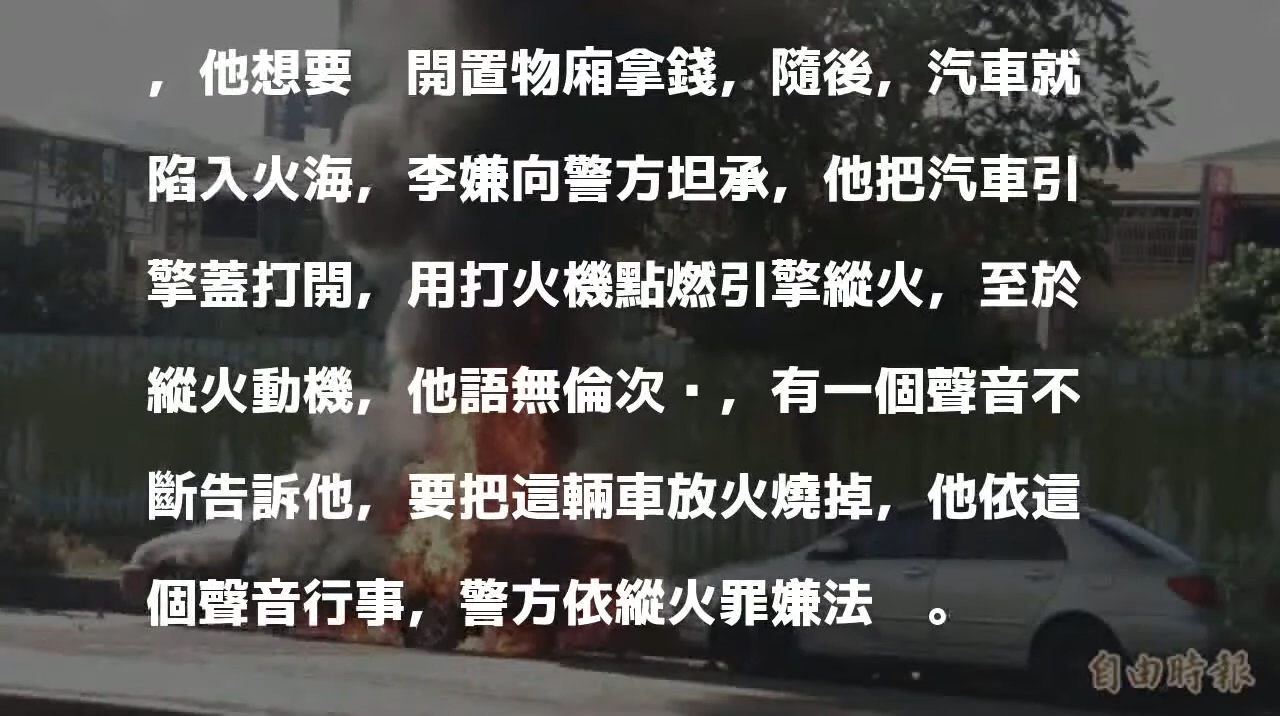 ，他想要　開置物廂拿錢，隨後，汽車就
陷入火海，李嫌向警方坦承，他把汽車引
擎蓋打開，用打火機點燃引擎縱火，至於
縱火動機，他語無倫次·，有一個聲音不
斷告訴他，要把這輛車放火燒掉，他依這
個聲音行事，警方依縱火罪嫌法　。
自由時報